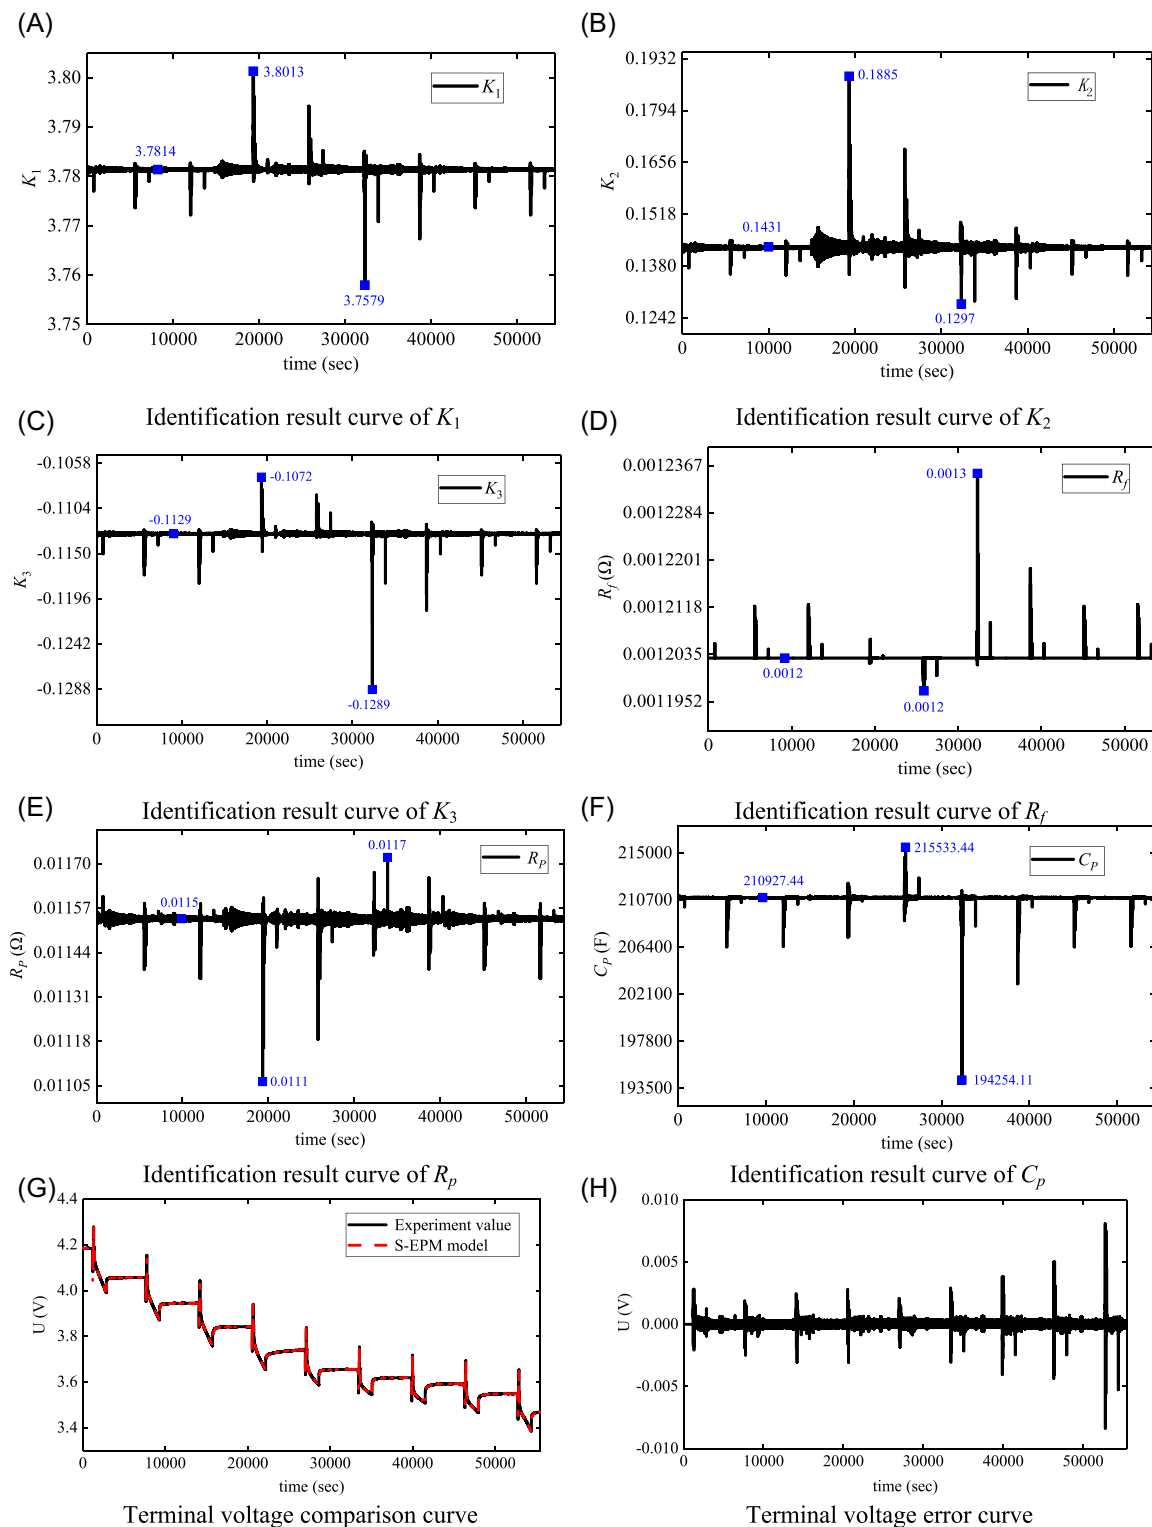 (A)
3.80
3.79
3.78
3.77
3.76
3.75
K1
3.8013
3.7814
3.7579
K1
0 10000 20000 30000 40000 50000
time (sec)
Identification result curve of K1
(B)
0.1932
0.1794
0.1656
0.1518
0.1380
0.1242
K2
0.1885
0.1431
0.1297
K2
0 10000 20000 30000 40000 50000
time (sec)
Identification result curve of K2
(C)
-0.1058
-0.1104
-0.1150
-0.1196
-0.1242
-0.1288
K3
-0.1072
-0.1129
-0.1289
K3
0 10000 20000 30000 40000 50000
time (sec)
Identification result curve of K3
(D)
0.0012367
0.0012284
0.0012201
0.0012118
0.0012035
0.0011952
Rf (Ω)
0.0013
0.0012
0.0012
Rf
0 10000 20000 30000 40000 50000
time (sec)
Identification result curve of Rf
(E)
0.01170
0.01157
0.01144
0.01131
0.01118
0.01105
RP (Ω)
0.0117
0.0115
0.0111
RP
0 10000 20000 30000 40000 50000
time (sec)
Identification result curve of Rp
(F)
215000
210700
206400
202100
197800
193500
CP (F)
215533.44
210927.44
194254.11
CP
0 10000 20000 30000 40000 50000
time (sec)
Identification result curve of Cp
(G)
4.4
4.2
4.0
3.8
3.6
3.4
U (V)
Experiment value
S-EPM model
0 10000 20000 30000 40000 50000
time (sec)
Terminal voltage comparison curve
(H)
0.010
0.005
0.000
-0.005
-0.010
U (V)
0 10000 20000 30000 40000 50000
time (sec)
Terminal voltage error curve